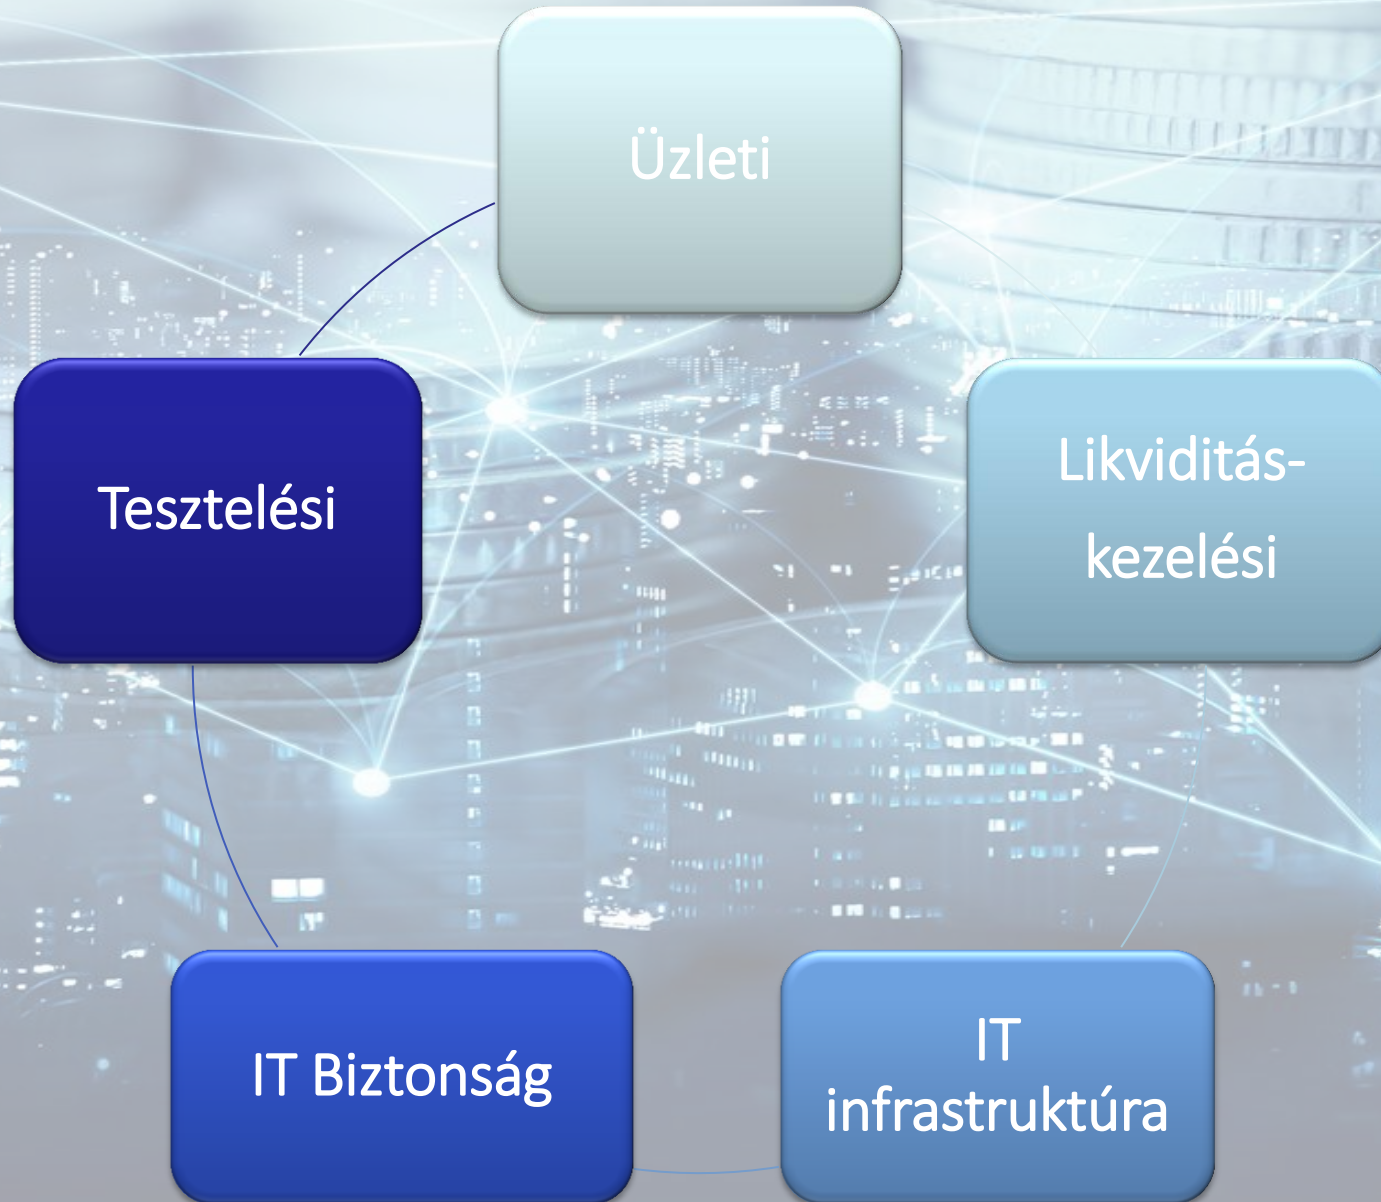 Üzleti
Likviditás-
kezelési
IT
infrastruktúra
IT Biztonság
Tesztelési